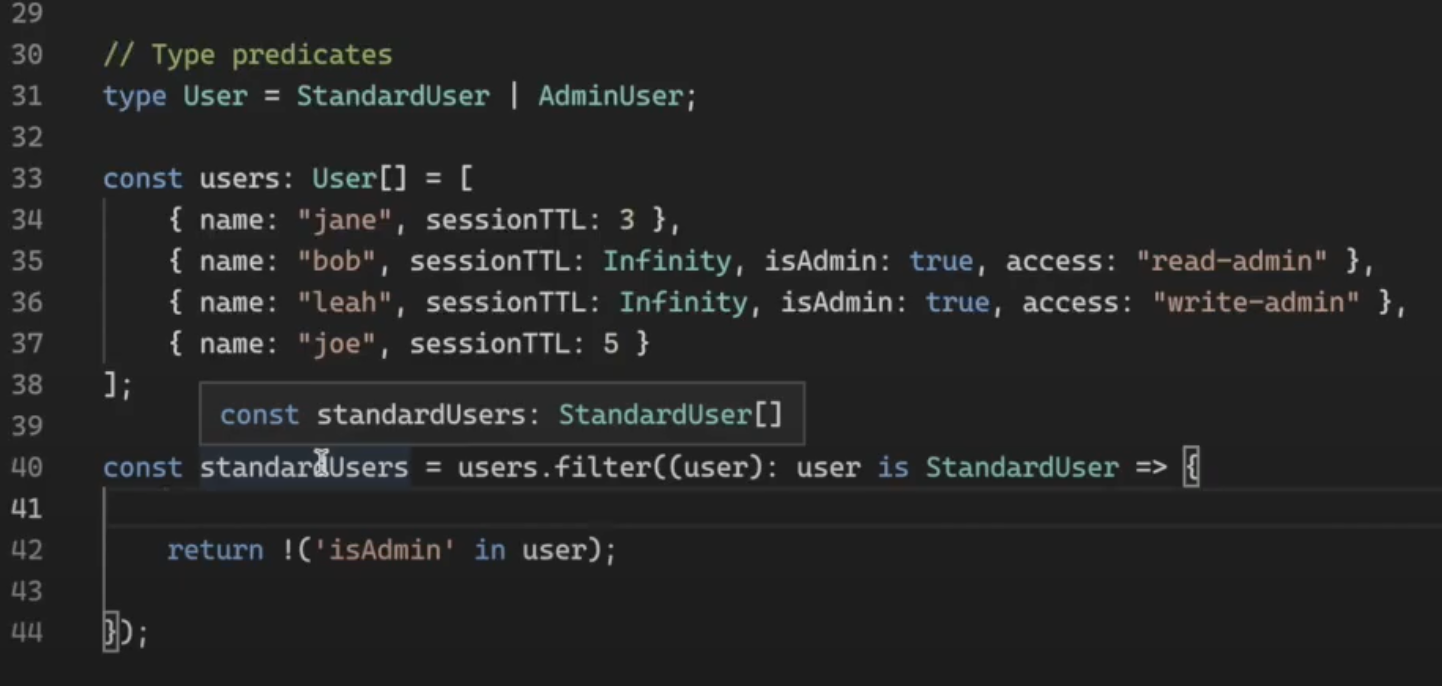 29
30 // Type predicates
31 type User = StandardUser | AdminUser;
32
33 const users: User[] = [
34 { name: "jane", sessionTTL: 3 },
35 { name: "bob", sessionTTL: Infinity, isAdmin: true, access: "read-admin" },
36 { name: "leah", sessionTTL: Infinity, isAdmin: true, access: "write-admin" },
37 { name: "joe", sessionTTL: 5 }
38 ];
const standardUsers: StandardUser[]
39
40 const standardUsers = users.filter((user): user is StandardUser => {
41
42 return !('isAdmin' in user);
43
44 });